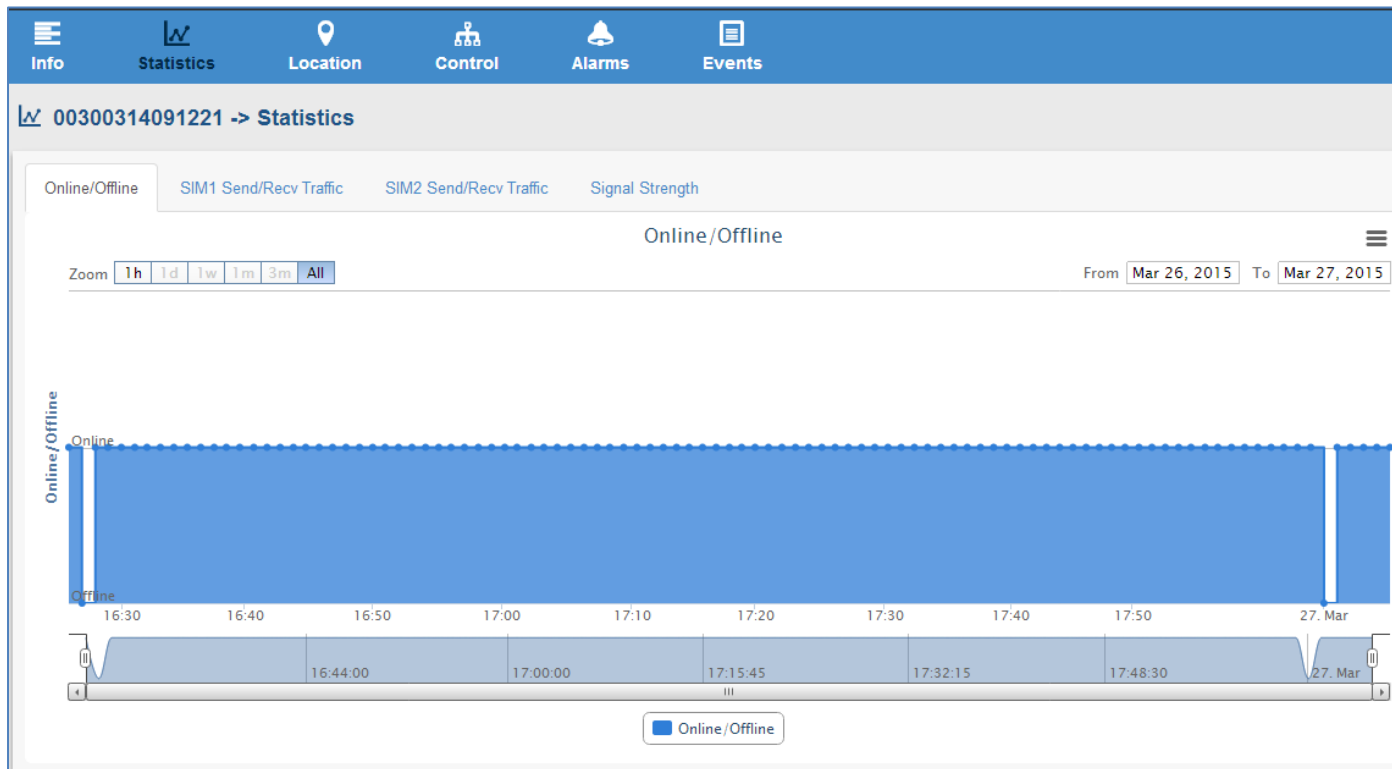 Info Statistics Location Control Alarms Events
00300314091221 -> Statistics
Online/Offline SIM1 Send/Recv Traffic SIM2 Send/Recv Traffic Signal Strength
Online/Offline
Zoom 1h 1d 1w 1m 3m All From Mar 26, 2015 To Mar 27, 2015
Online/Offline
Online
Offline
16:30 16:40 16:50 17:00 17:10 17:20 17:30 17:40 17:50 27. Mar
16:44:00 17:00:00 17:15:45 17:32:15 17:48:30 27. Mar
Online/Offline